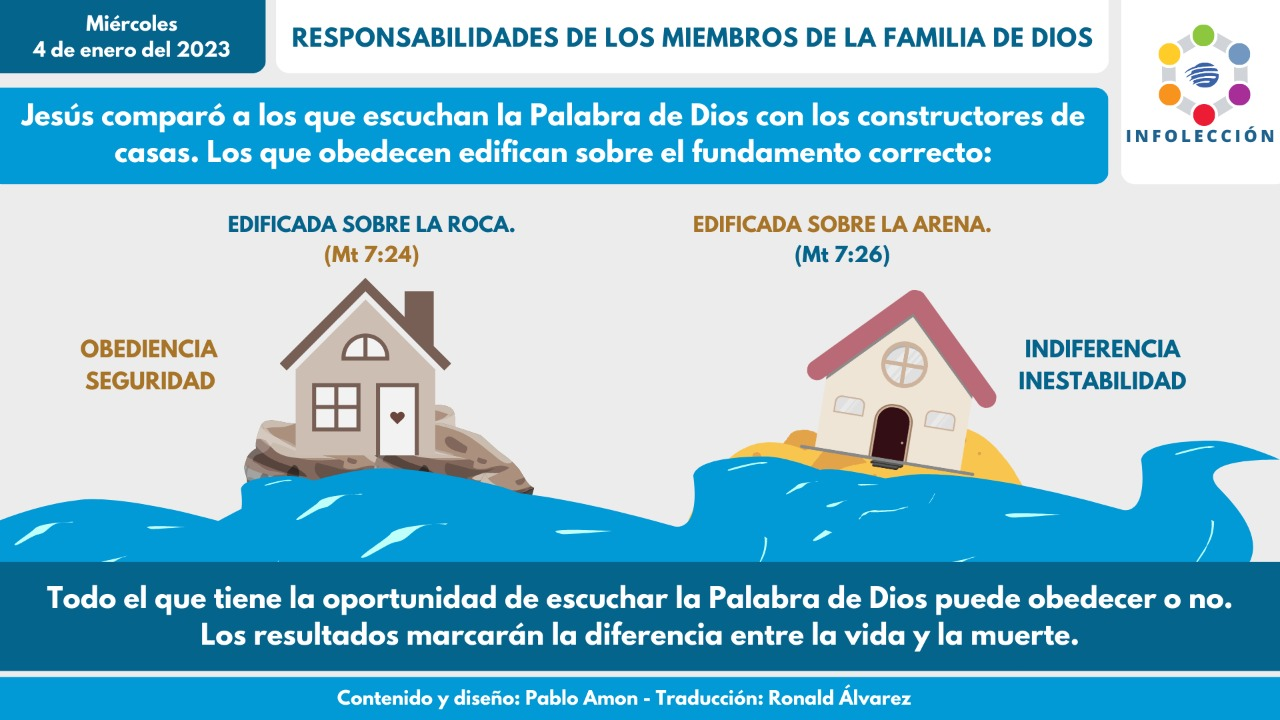 Miércoles
4 de enero del 2023
RESPONSABILIDADES DE LOS MIEMBROS DE LA FAMILIA DE DIOS
INFOLECCIÓN
Jesús comparó a los que escuchan la Palabra de Dios con los constructores de
casas. Los que obedecen edifican sobre el fundamento correcto:
EDIFICADA SOBRE LA ROCA.
(Mt 7:24)
OBEDIENCIA
SEGURIDAD
EDIFICADA SOBRE LA ARENA.
(Mt 7:26)
INDIFERENCIA
INESTABILIDAD
Todo el que tiene la oportunidad de escuchar la Palabra de Dios puede obedecer o no.
Los resultados marcarán la diferencia entre la vida y la muerte.
Contenido y diseño: Pablo Amon - Traducción: Ronald Álvarez